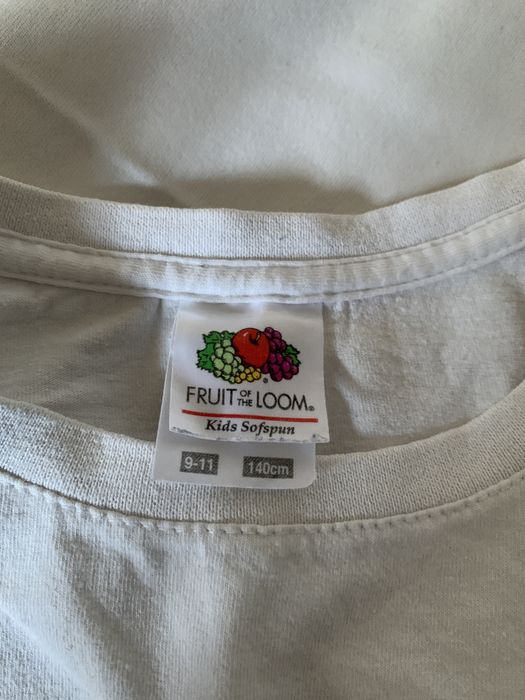 FRUIT OF THE LOOM®
Kids Sofspun
9-11 140cm